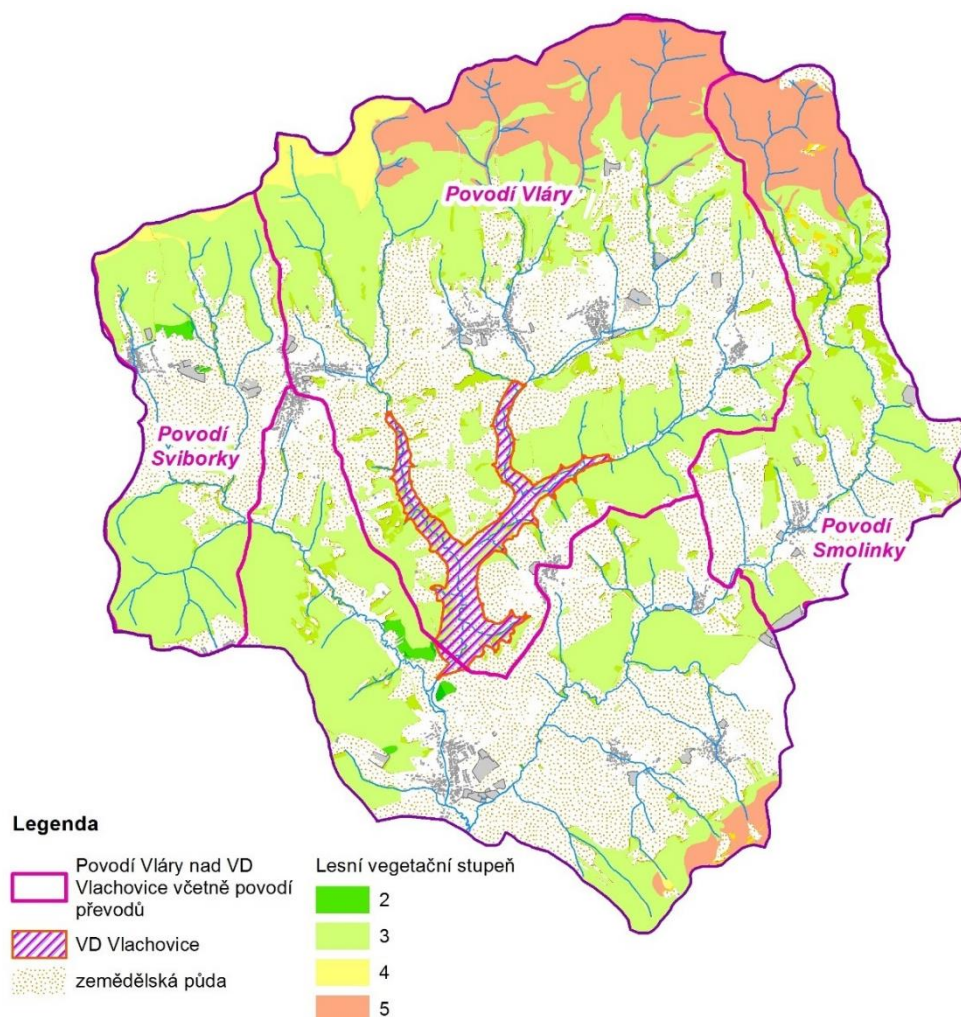 Povodí Vláry
Povodí
Sviborky
Povodí
Smolinky
Legenda
Povodí Vláry nad VD
Vlachovice včetně povodí
převodů
VD Vlachovice
zemědělská půda
Lesní vegetační stupeň
2
3
4
5